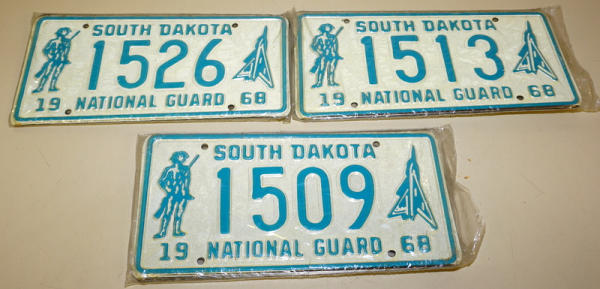 SOUTH DAKOTA
1526
19 NATIONAL GUARD 68
SOUTH DAKOTA
1513
19 NATIONAL GUARD 68
SOUTH DAKOTA
1509
19 NATIONAL GUARD 68